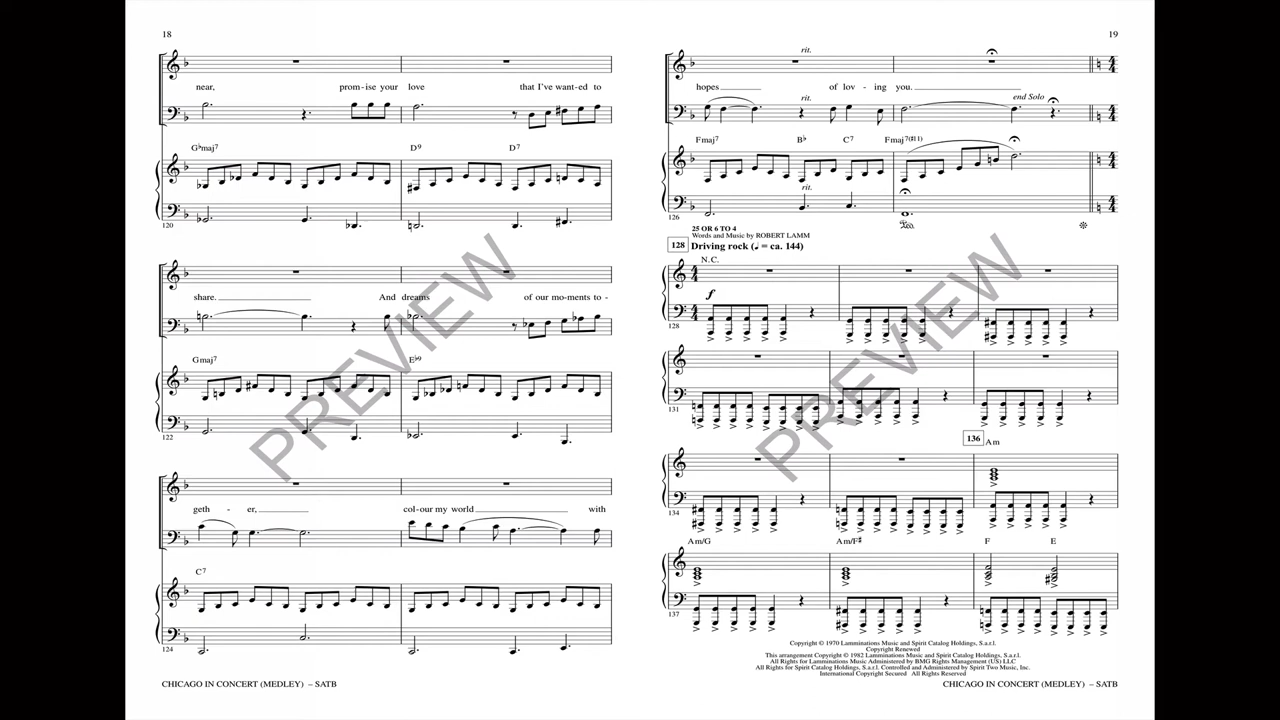 18
near, prom-ise your love that I've want-ed to
G♭maj7 D9 D7
120
share. And dreams of our mo-ments to-
Gmaj7 E♭9
122
geth - er, col-our my world with
C7
124
CHICAGO IN CONCERT (MEDLEY) – SATB
19
rit.
hopes of lov - ing you.
rit. end Solo
Fmaj7 B♭ C7 Fmaj7(#11)
rit.
126
25 OR 6 TO 4
Words and Music by ROBERT LAMM
128 Driving rock (♩ = ca. 144)
N.C.
f
128
131
136 Am
134
Am/G Am/F# F E
137
Copyright © 1970 Lamminations Music and Spirit Catalog Holdings, S.a.r.l.
Copyright Renewed
This arrangement Copyright © 1982 Lamminations Music and Spirit Catalog Holdings, S.a.r.l.
All Rights for Lamminations Music Administered by BMG Rights Management (US) LLC
All Rights for Spirit Catalog Holdings, S.a.r.l. Controlled and Administered by Spirit Two Music, Inc.
International Copyright Secured All Rights Reserved
CHICAGO IN CONCERT (MEDLEY) – SATB
PREVIEW
PREVIEW